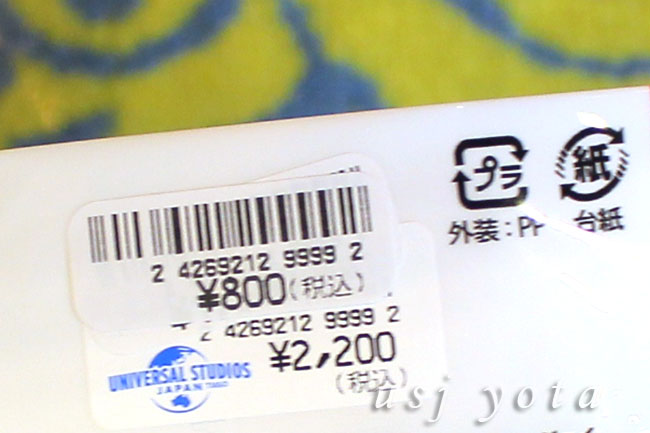 プラ
紙
外装:PP
台紙
2 4269212 9999 2
¥800(税込)
2 4269212 9999 2
¥2,200
(税込)
UNIVERSAL STUDIOS
JAPAN
usj yota